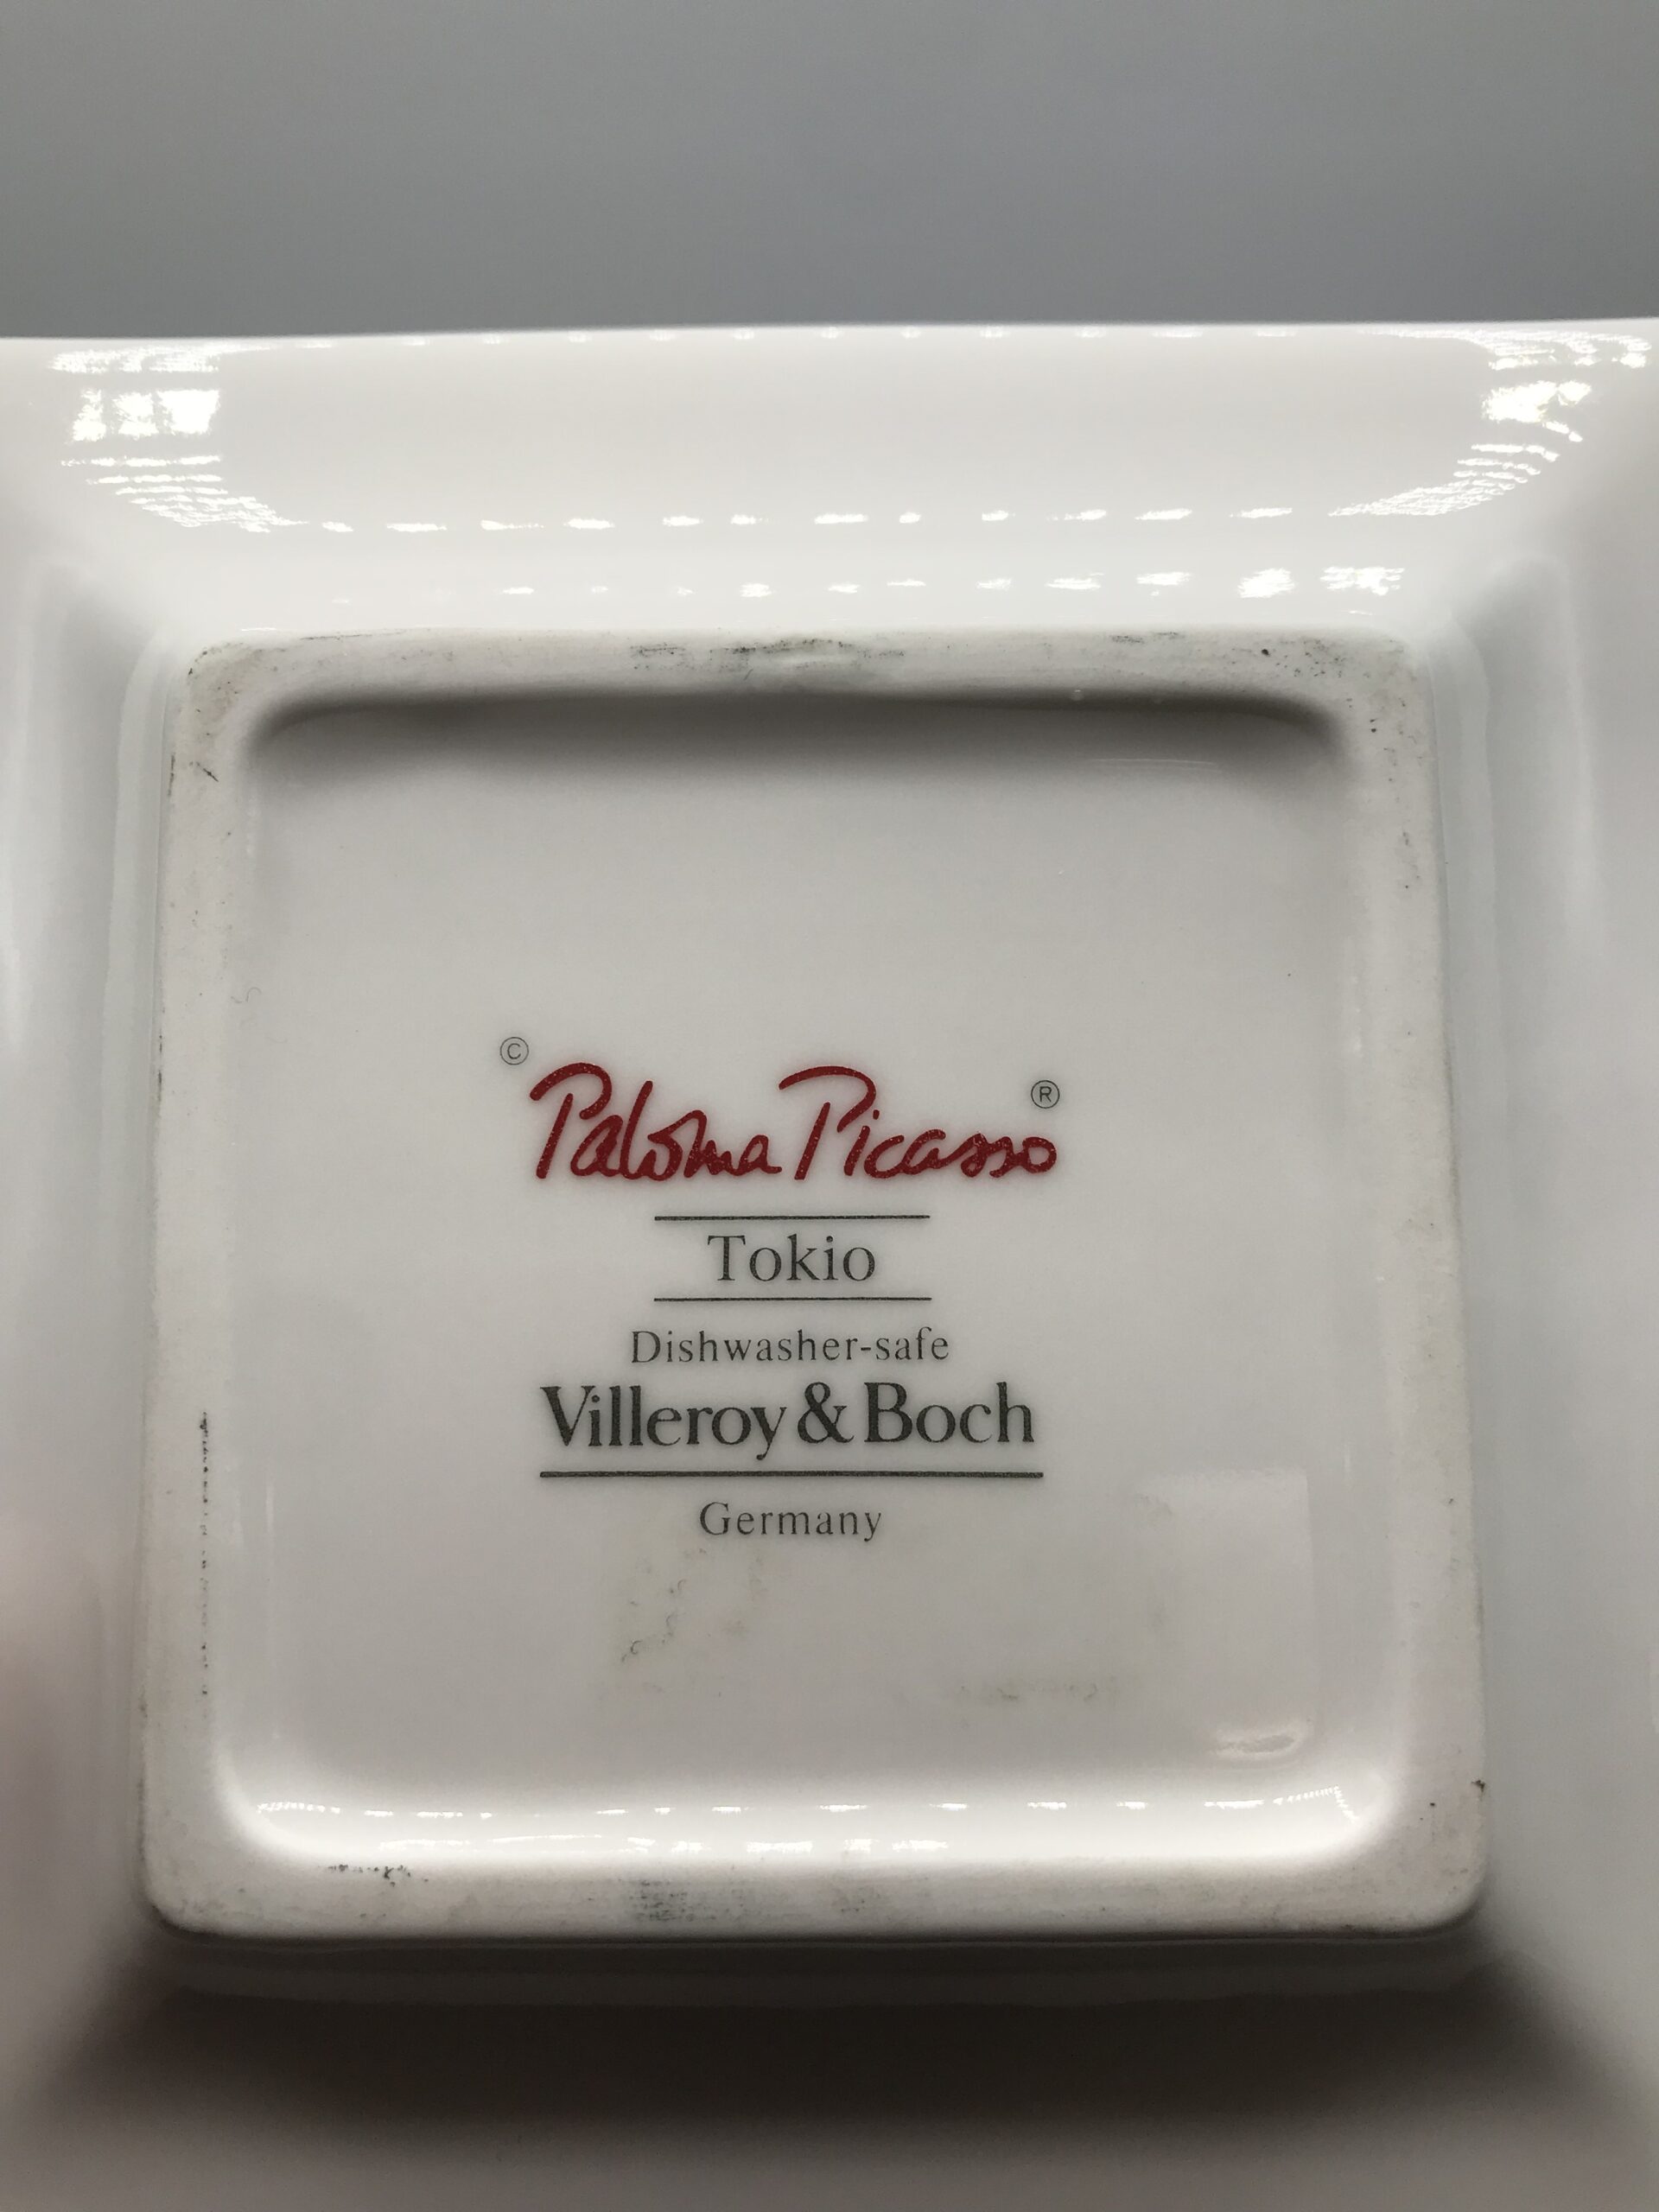 © Paloma Picasso ®
Tokio
Dishwasher-safe
Villeroy & Boch
Germany